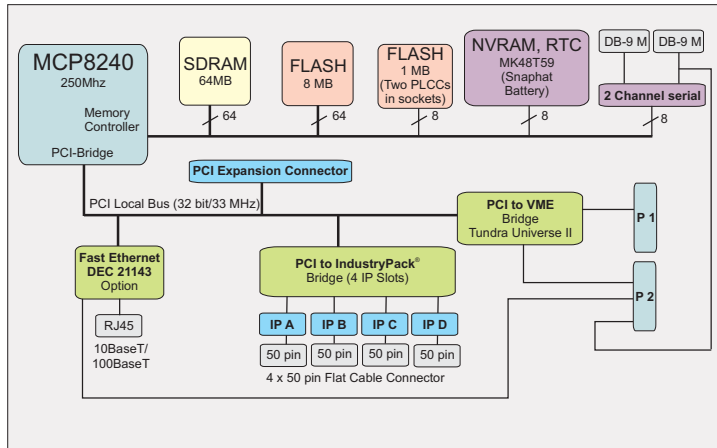 MCP8240
250Mhz
Memory
Controller
PCI-Bridge
SDRAM
64MB
FLASH
8 MB
FLASH
1 MB
(Two PLCCs
in sockets)
NVRAM, RTC
MK48T59
(Snaphat
Battery)
DB-9 M
DB-9 M
2 Channel serial
64
64
8
8
8
PCI Expansion Connector
PCI Local Bus (32 bit/33 MHz)
PCI to VME
Bridge
Tundra Universe II
P 1
P 2
Fast Ethernet
DEC 21143
Option
RJ45
10BaseT/
100BaseT
PCI to IndustryPack®
Bridge (4 IP Slots)
IP A
IP B
IP C
IP D
50 pin
50 pin
50 pin
50 pin
4 x 50 pin Flat Cable Connector